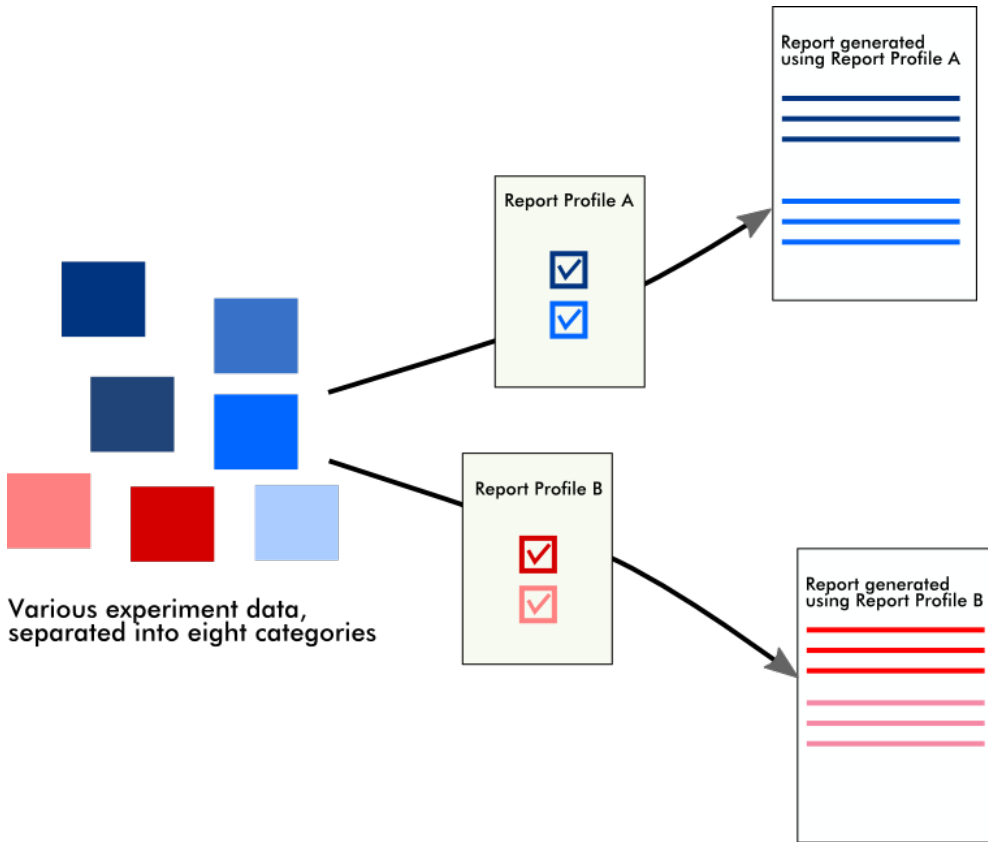 Report generated
using Report Profile A
Report Profile A
Report Profile B
Various experiment data,
separated into eight categories
Report generated
using Report Profile B